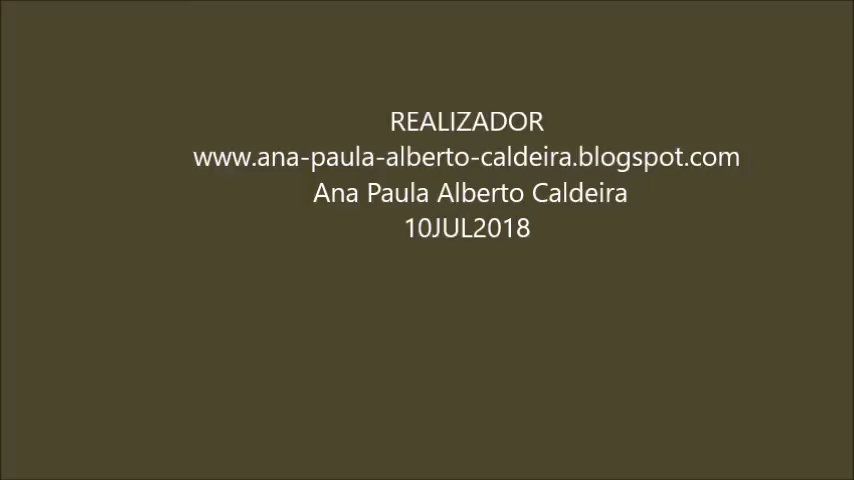 REALIZADOR
www.ana-paula-alberto-caldeira.blogspot.com
Ana Paula Alberto Caldeira
10JUL2018